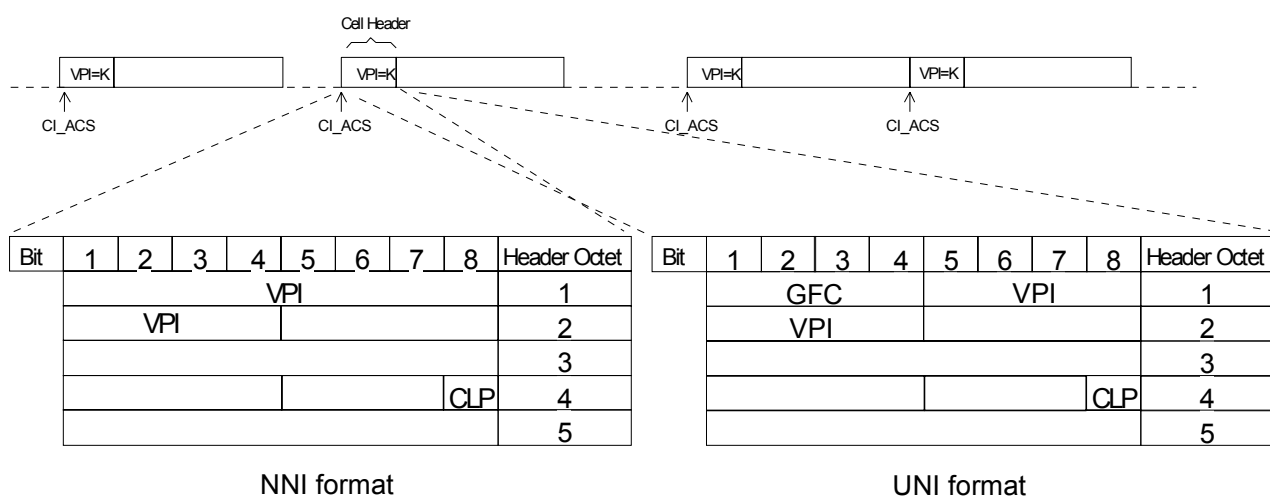 Cell Header
VPI=K VPI=K VPI=K VPI=K
CI_ACS CI_ACS CI_ACS CI_ACS
Bit 1 2 3 4 5 6 7 8 Header Octet
VPI 1
VPI 2
3
CLP 4
5
NNI format
Bit 1 2 3 4 5 6 7 8 Header Octet
GFC VPI 1
VPI 2
3
CLP 4
5
UNI format